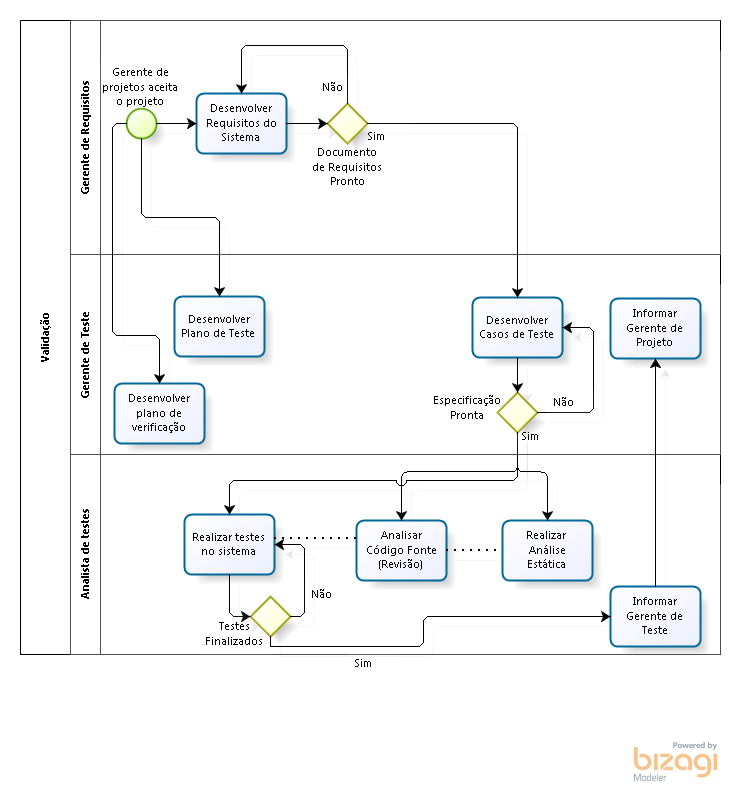 Validação
Gerente de Requisitos
Gerente de
projetos aceita
o projeto
Desenvolver
Requisitos do
Sistema
Não
Sim
Documento
de Requisitos
Pronto
Gerente de Teste
Desenvolver
Plano de Teste
Desenvolver
plano de
verificação
Desenvolver
Casos de Teste
Especificação
Pronta
Não
Sim
Informar
Gerente de
Projeto
Analista de testes
Realizar testes
no sistema
Analisar
Código Fonte
(Revisão)
Realizar
Análise
Estática
Não
Testes
Finalizados
Sim
Informar
Gerente de
Teste
Powered by
bizagi
Modeler